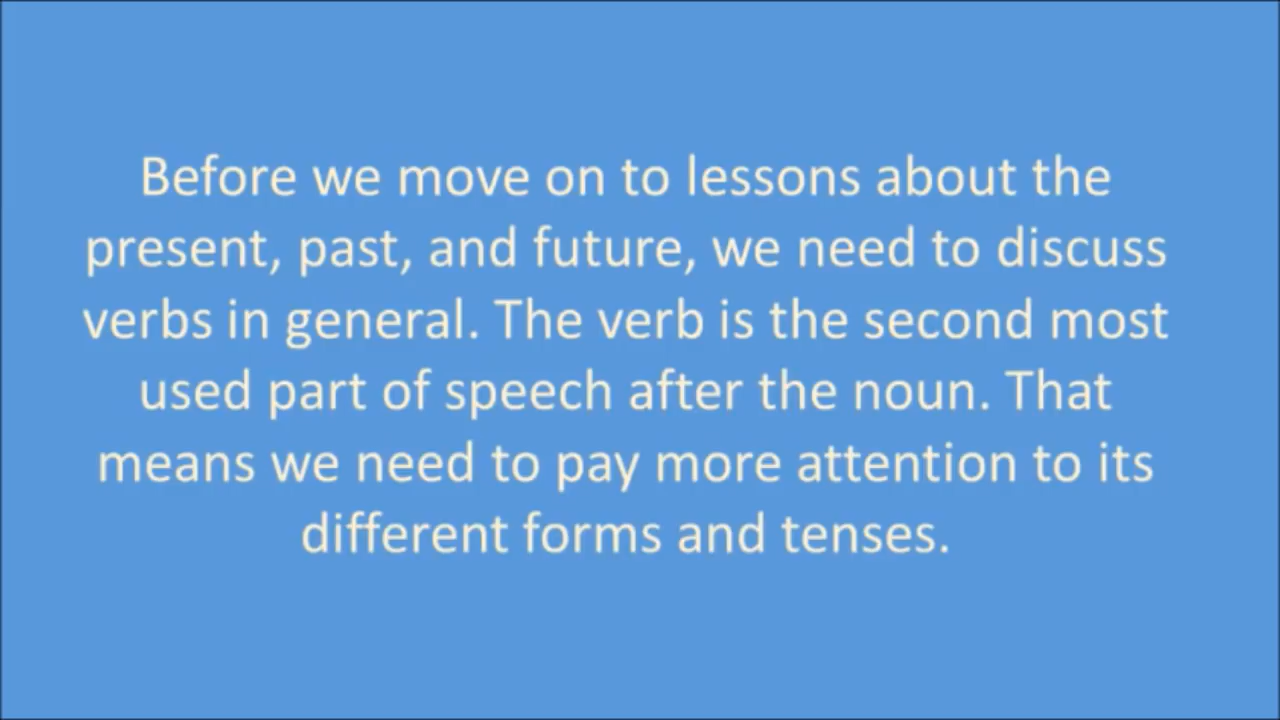 Before we move on to lessons about the
present, past, and future, we need to discuss
verbs in general. The verb is the second most
used part of speech after the noun. That
means we need to pay more attention to its
different forms and tenses.